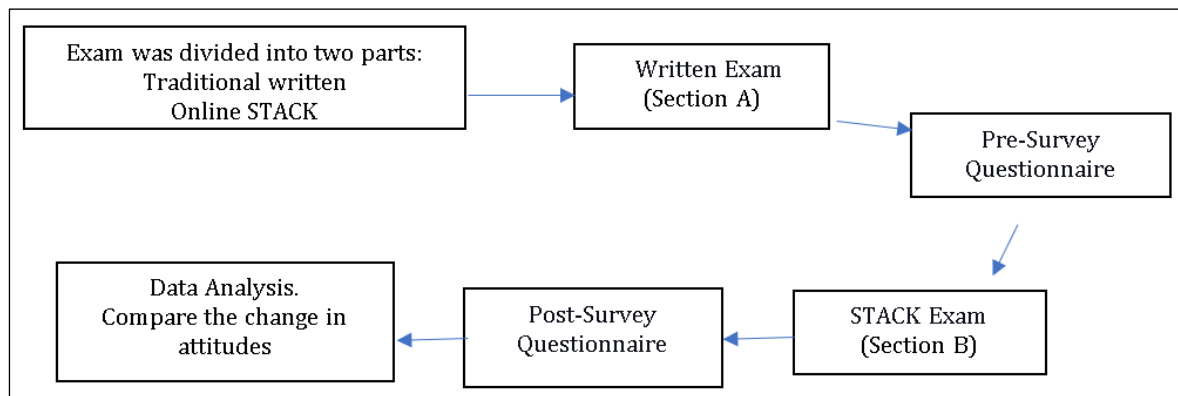 Exam was divided into two parts:
Traditional written
Online STACK
Written Exam
(Section A)
Pre-Survey
Questionnaire
STACK Exam
(Section B)
Post-Survey
Questionnaire
Data Analysis.
Compare the change in
attitudes